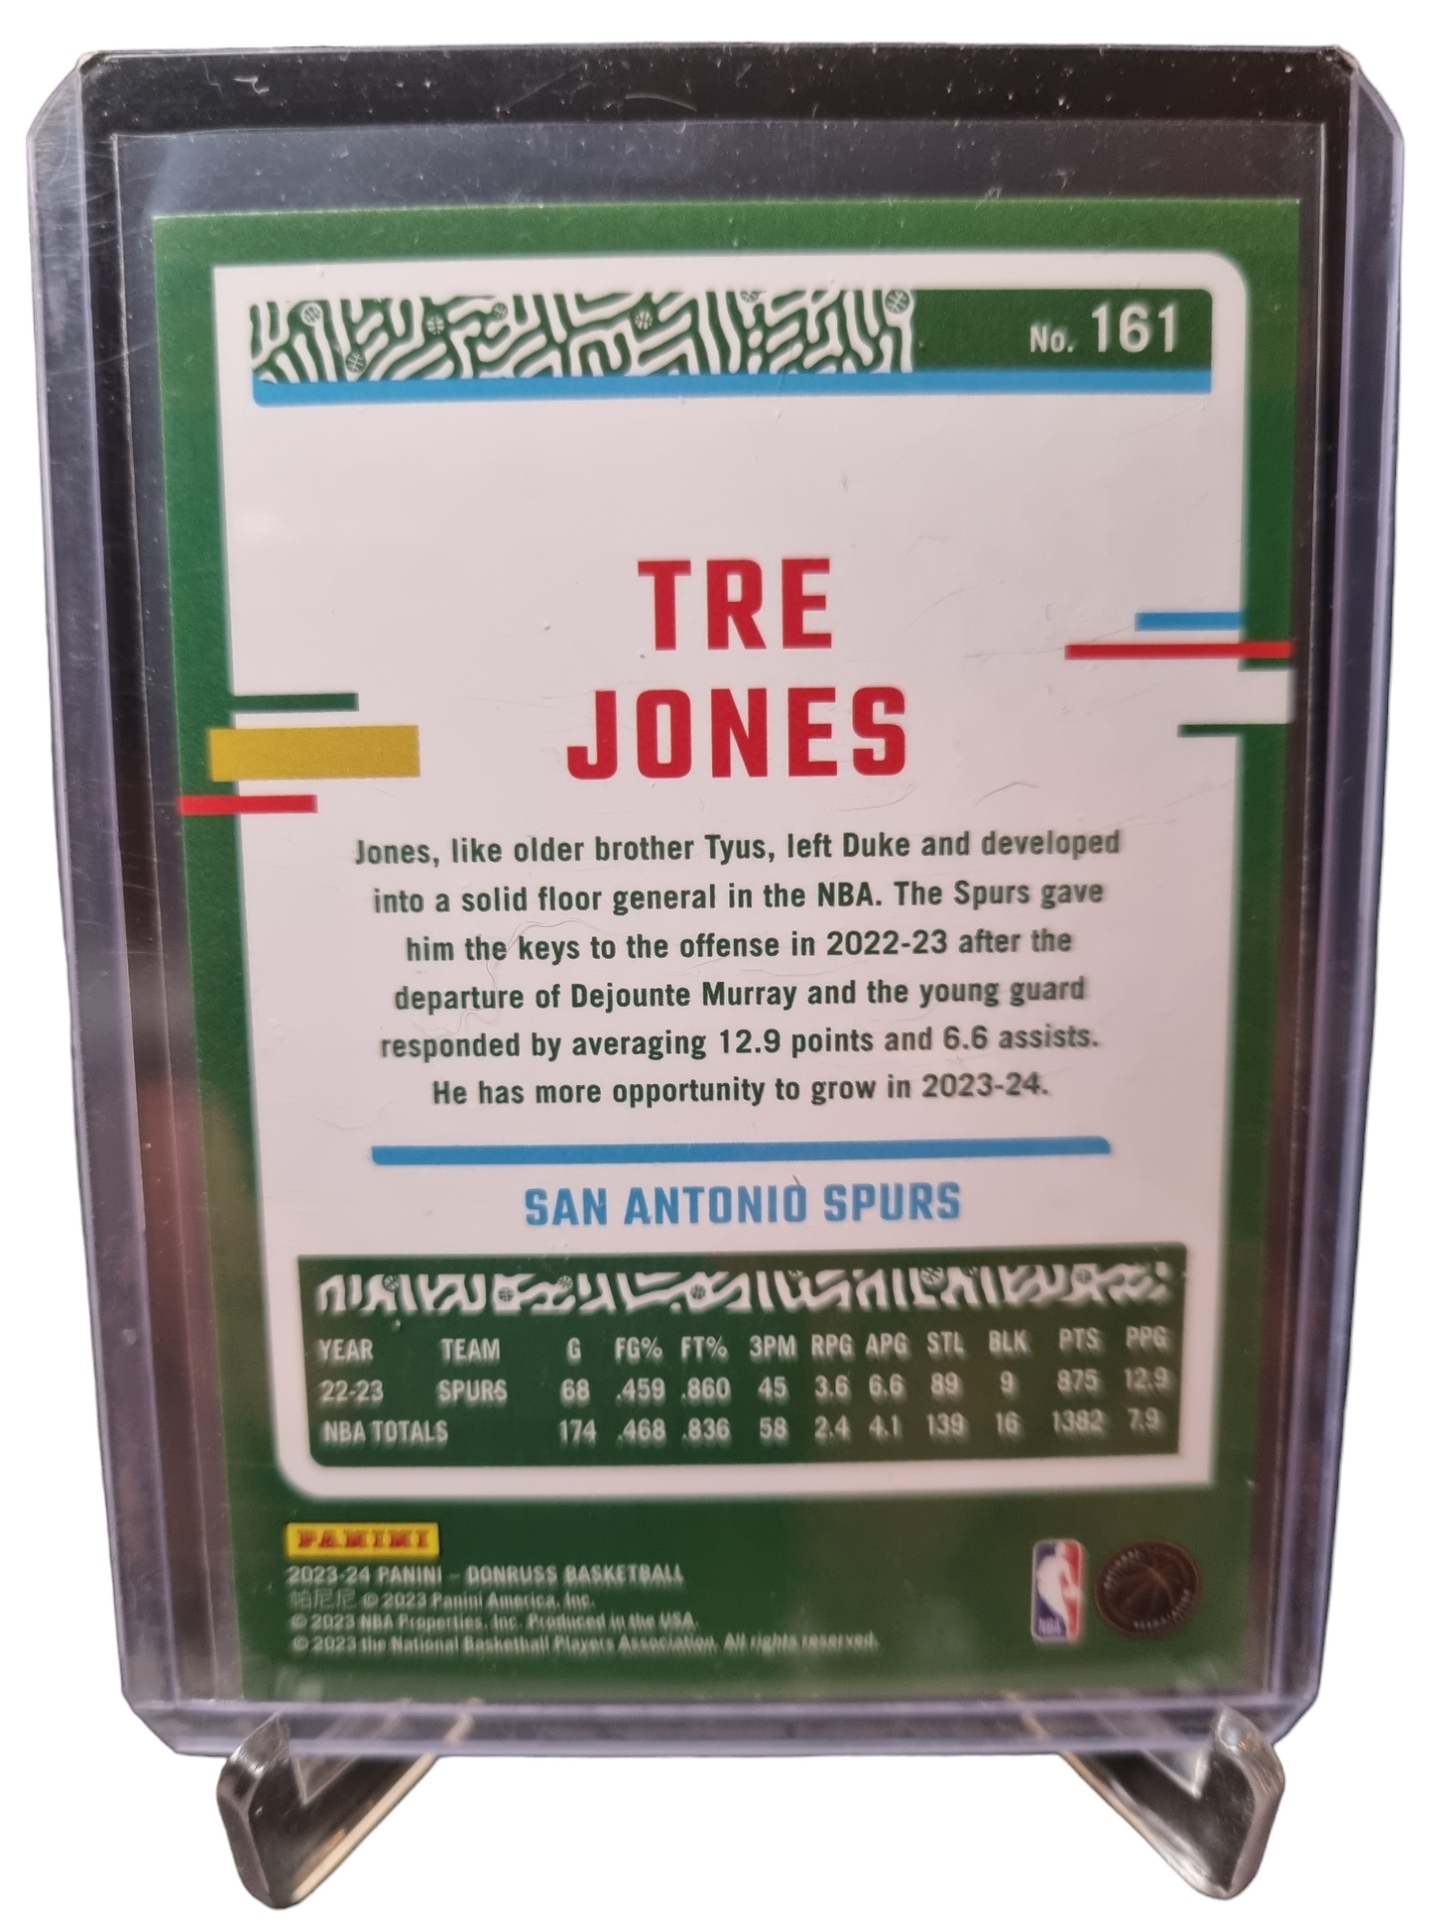 No. 161
TRE
JONES
Jones, like older brother Tyus, left Duke and developed
into a solid floor general in the NBA. The Spurs gave
him the keys to the offense in 2022-23 after the
departure of Dejounte Murray and the young guard
responded by averaging 12.9 points and 6.6 assists.
He has more opportunity to grow in 2023-24.
SAN ANTONIO SPURS
YEAR TEAM G FG% FT% 3PM RPG APG STL BLK PTS PPG
22-23 SPURS 68 .459 .860 45 3.6 6.6 89 9 875 12.9
NBA TOTALS 174 .468 .836 58 2.4 4.1 139 16 1382 7.9
PANINI
2023-24 PANINI – DONRUSS BASKETBALL
帕尼尼 © 2023 Panini America, Inc.
© 2023 NBA Properties, Inc. Produced in the USA.
© 2023 the National Basketball Players Association. All rights reserved.
NBA